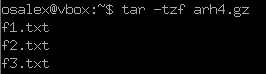 osalex@vbox:~$ tar -tzf arh4.gz
f1.txt
f2.txt
f3.txt